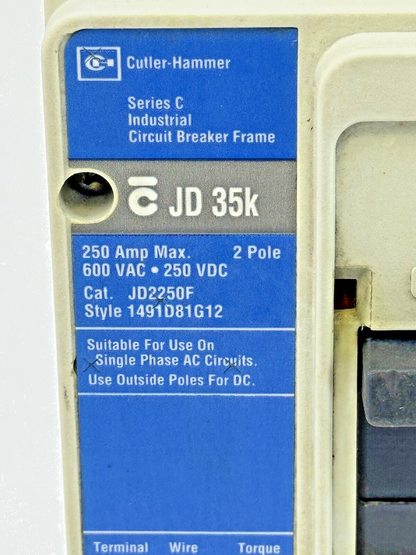 Cutler-Hammer
Series C
Industrial
Circuit Breaker Frame
C JD 35k
250 Amp Max. 2 Pole
600 VAC • 250 VDC
Cat. JD2250F
Style 1491D81G12
Suitable For Use On
Single Phase AC Circuits.
Use Outside Poles For DC.
Terminal Wire Torque